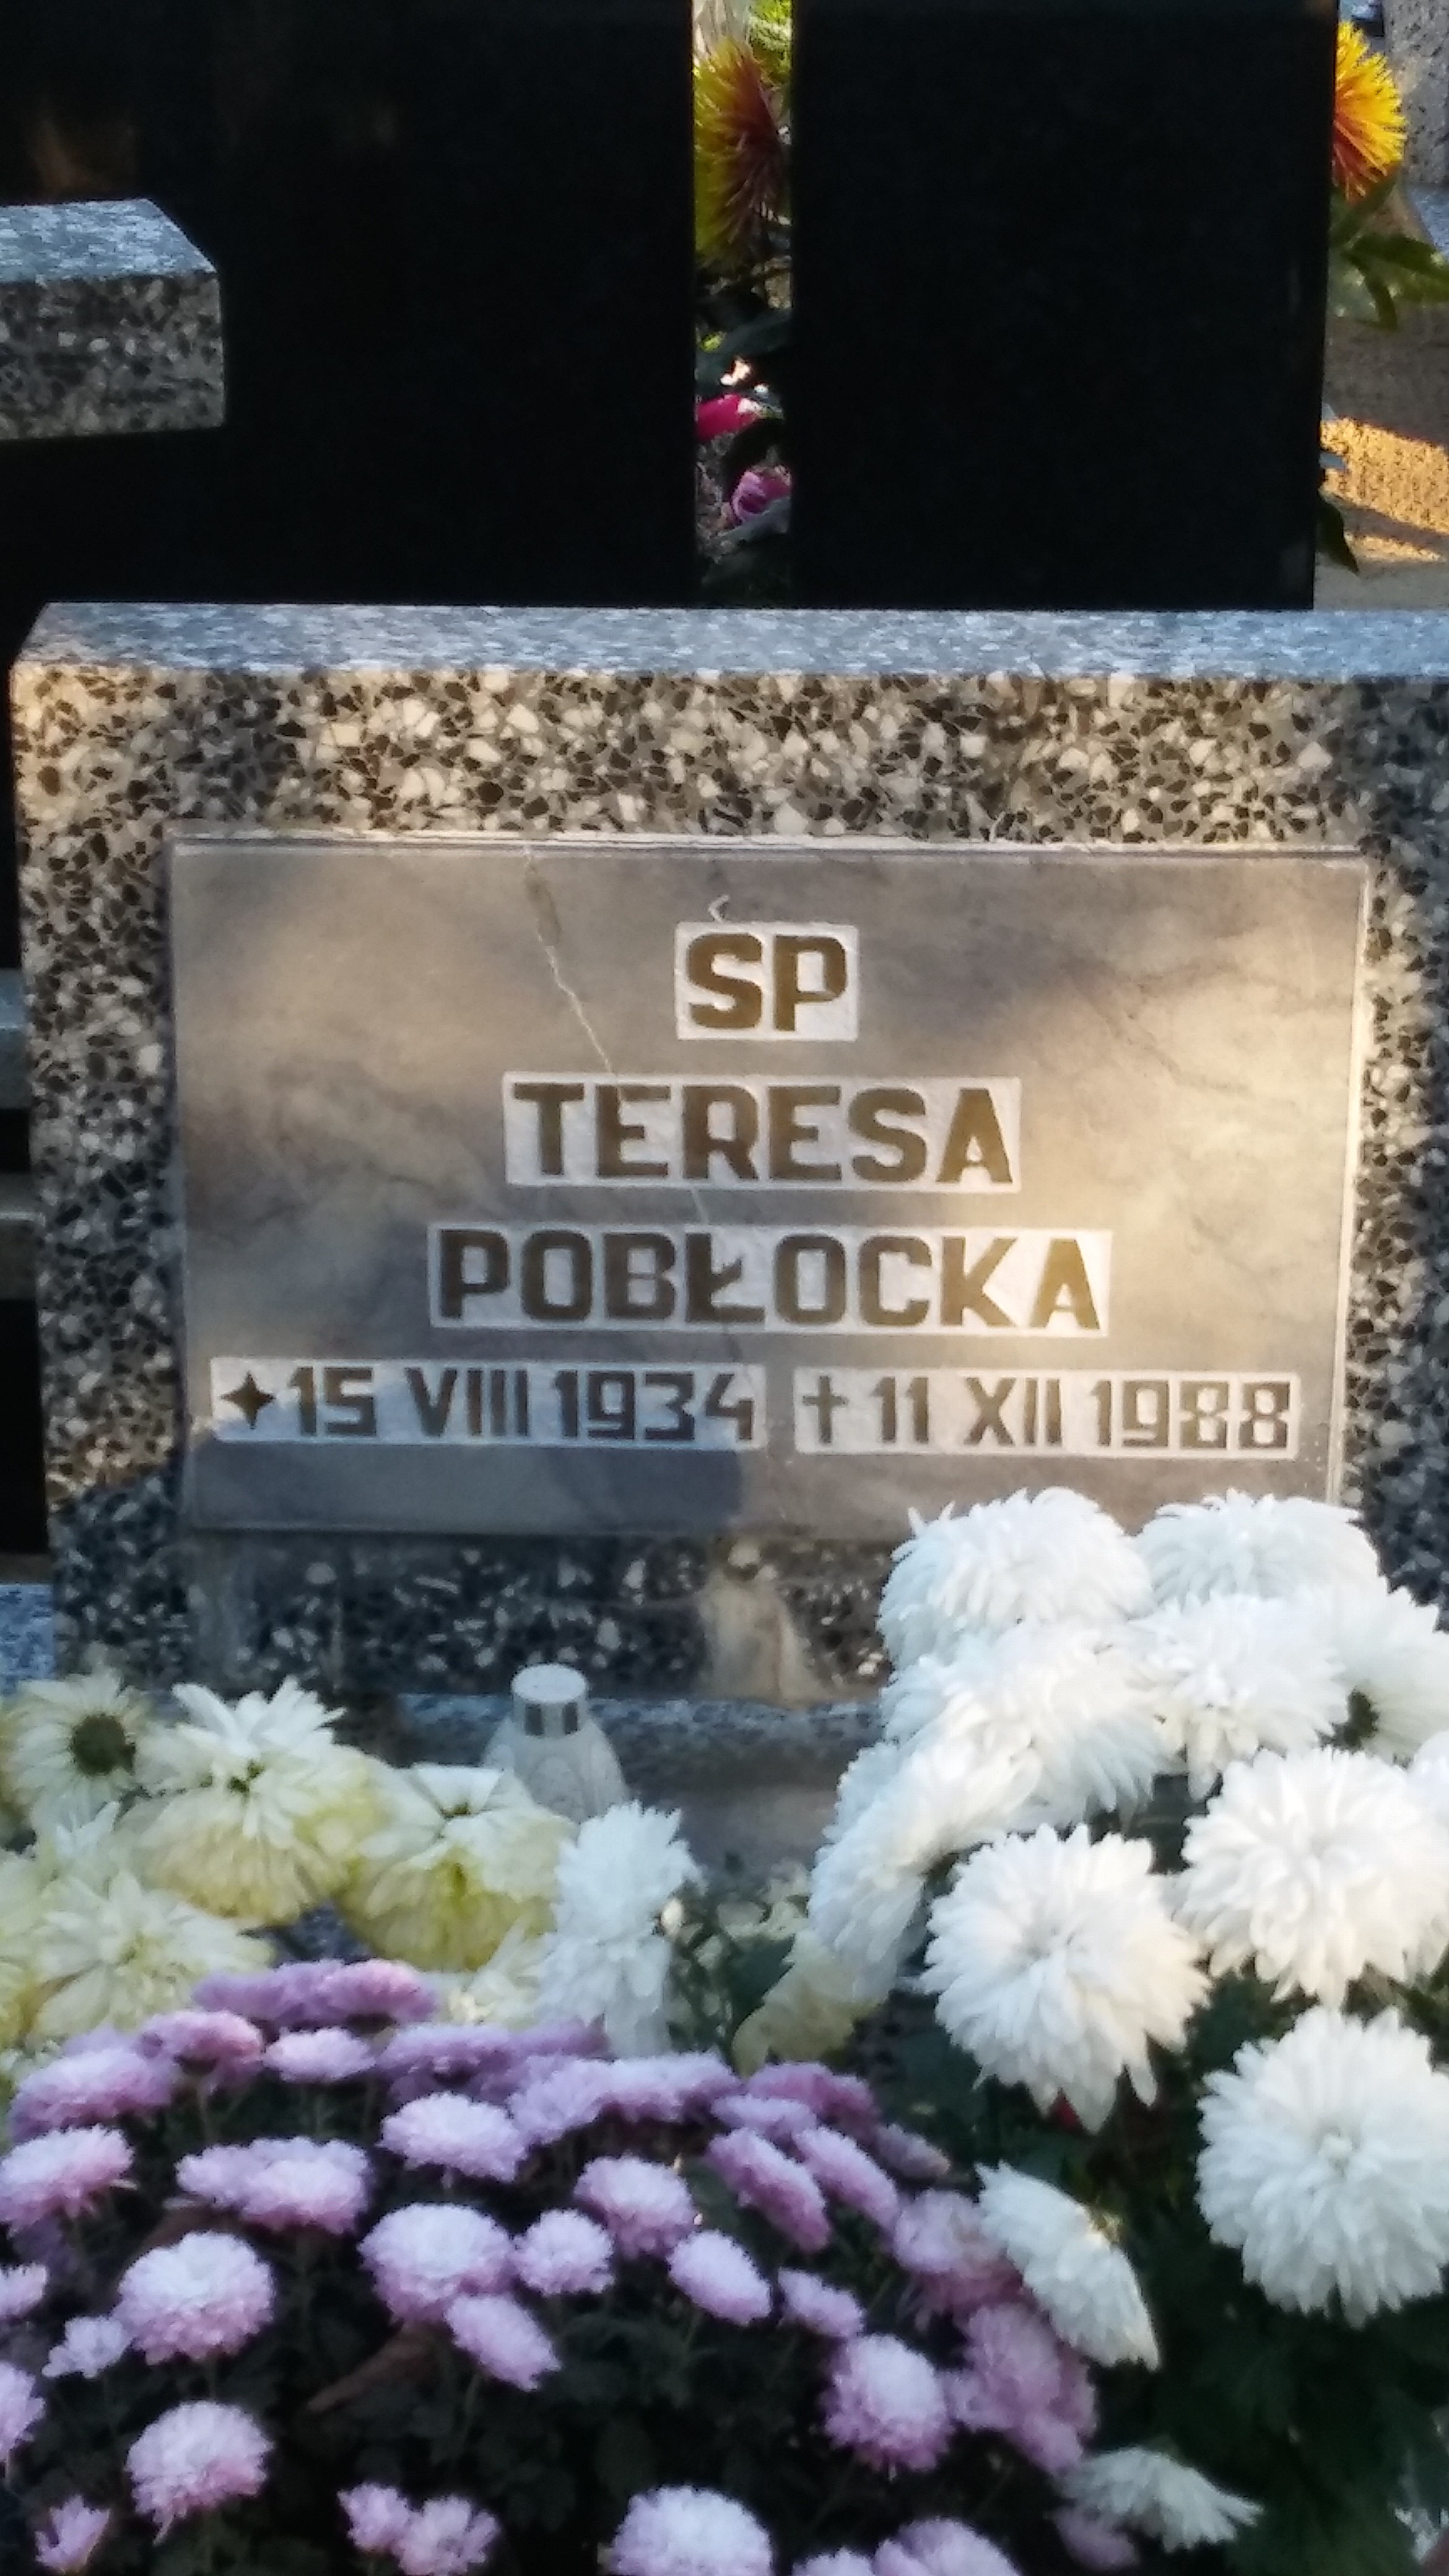 ŚP
TERESA
POBŁOCKA
✦15 VIII 1934 †11 XII 1988